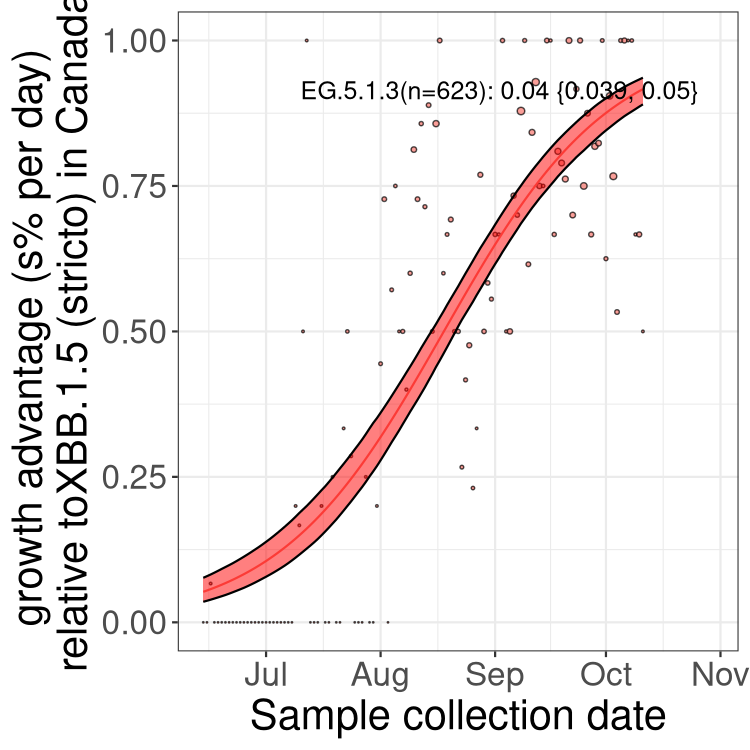 growth advantage (s% per day)
relative toXBB.1.5 (stricto) in Canada
1.00
0.75
0.50
0.25
0.00
EG.5.1.3(n=623): 0.04 {0.039, 0.05}
Jul Aug Sep Oct Nov
Sample collection date